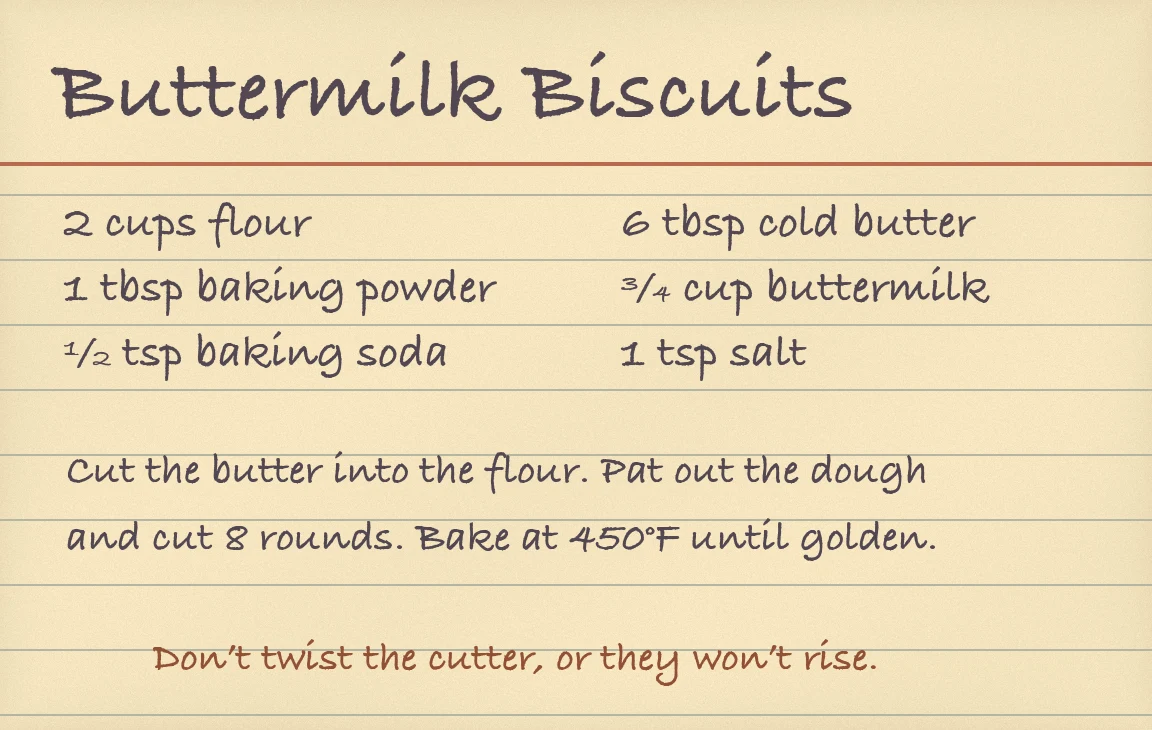 Buttermilk Biscuits
2 cups flour
1 tbsp baking powder
½ tsp baking soda
6 tbsp cold butter
¾ cup buttermilk
1 tsp salt
Cut the butter into the flour. Pat out the dough
and cut 8 rounds. Bake at 450°F until golden.
Don’t twist the cutter, or they won’t rise.